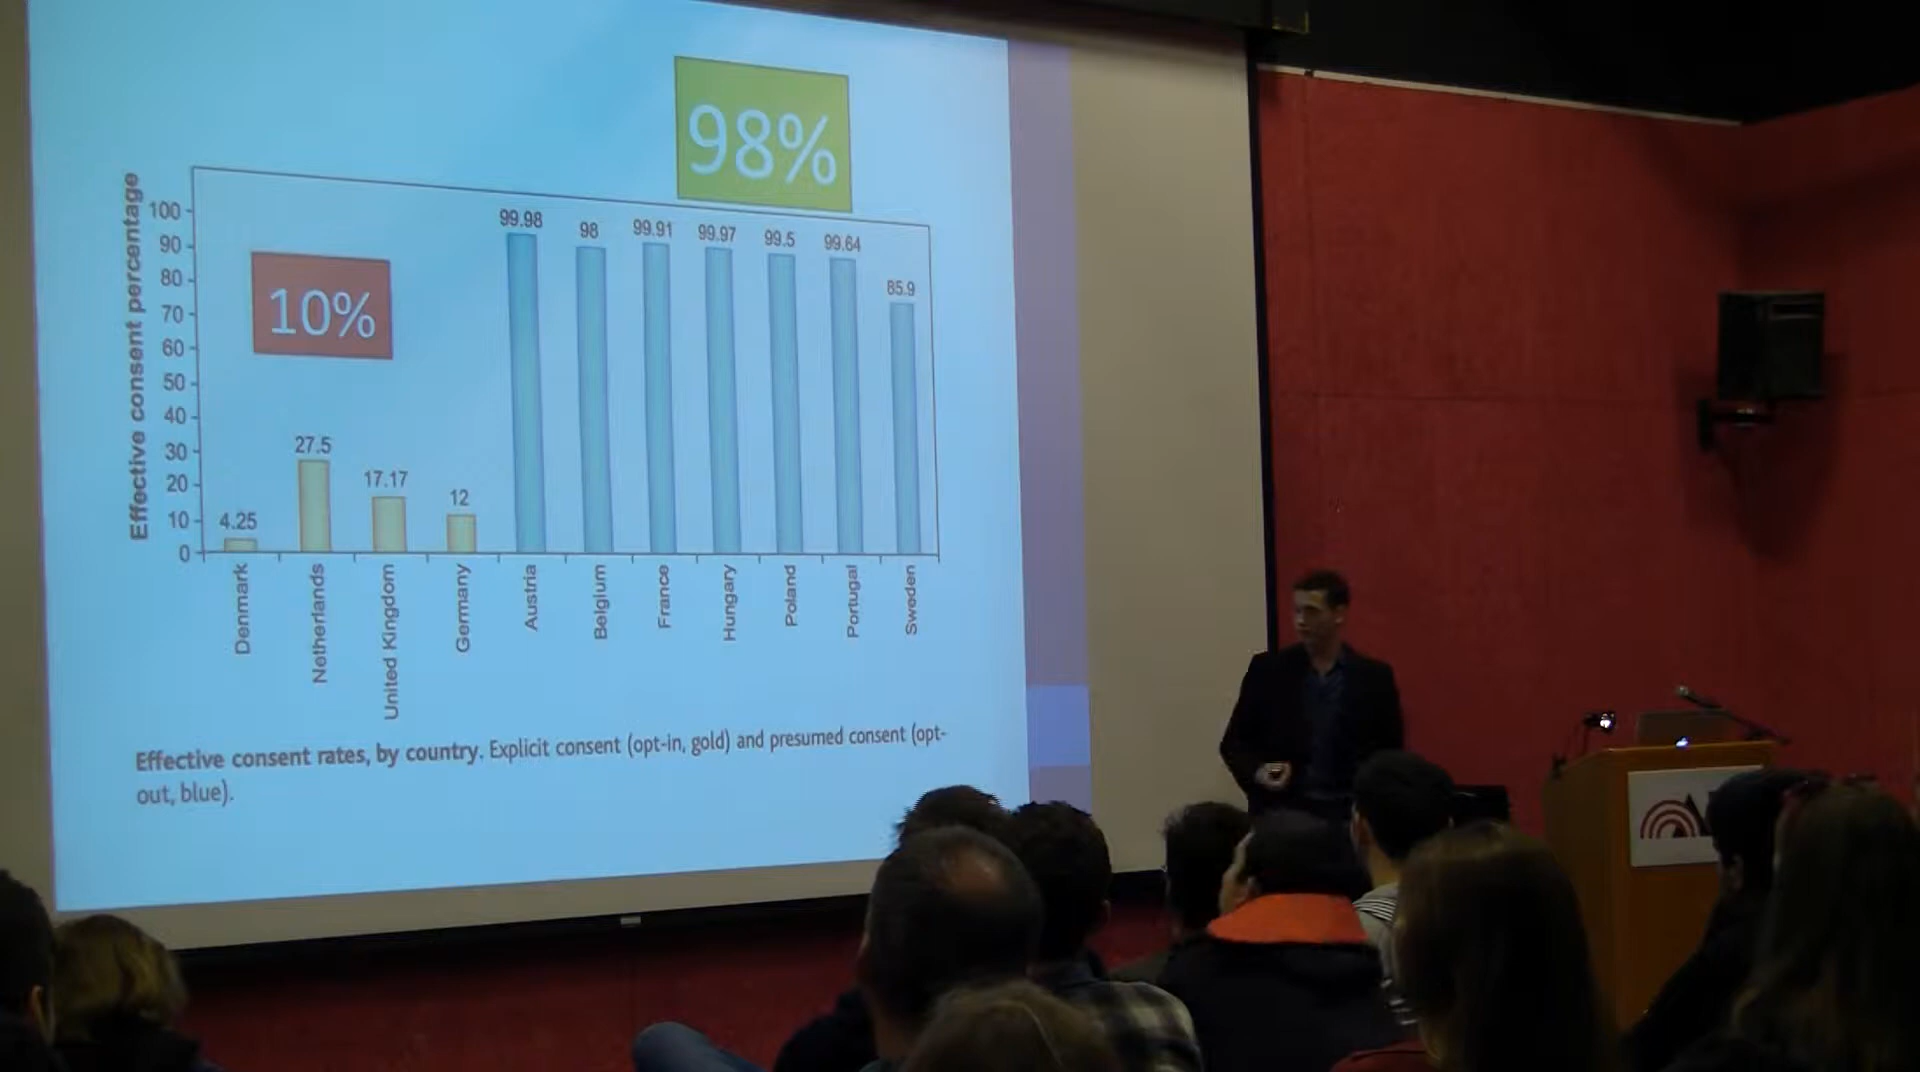 98%
10%
Effective consent percentage
100
90
80
70
60
50
40
30
20
10
0
4.25
27.5
17.17
12
99.98
98
99.91
99.97
99.5
99.64
85.9
Denmark
Netherlands
United Kingdom
Germany
Austria
Belgium
France
Hungary
Poland
Portugal
Sweden
Effective consent rates, by country. Explicit consent (opt-in, gold) and presumed consent (opt-
out, blue).